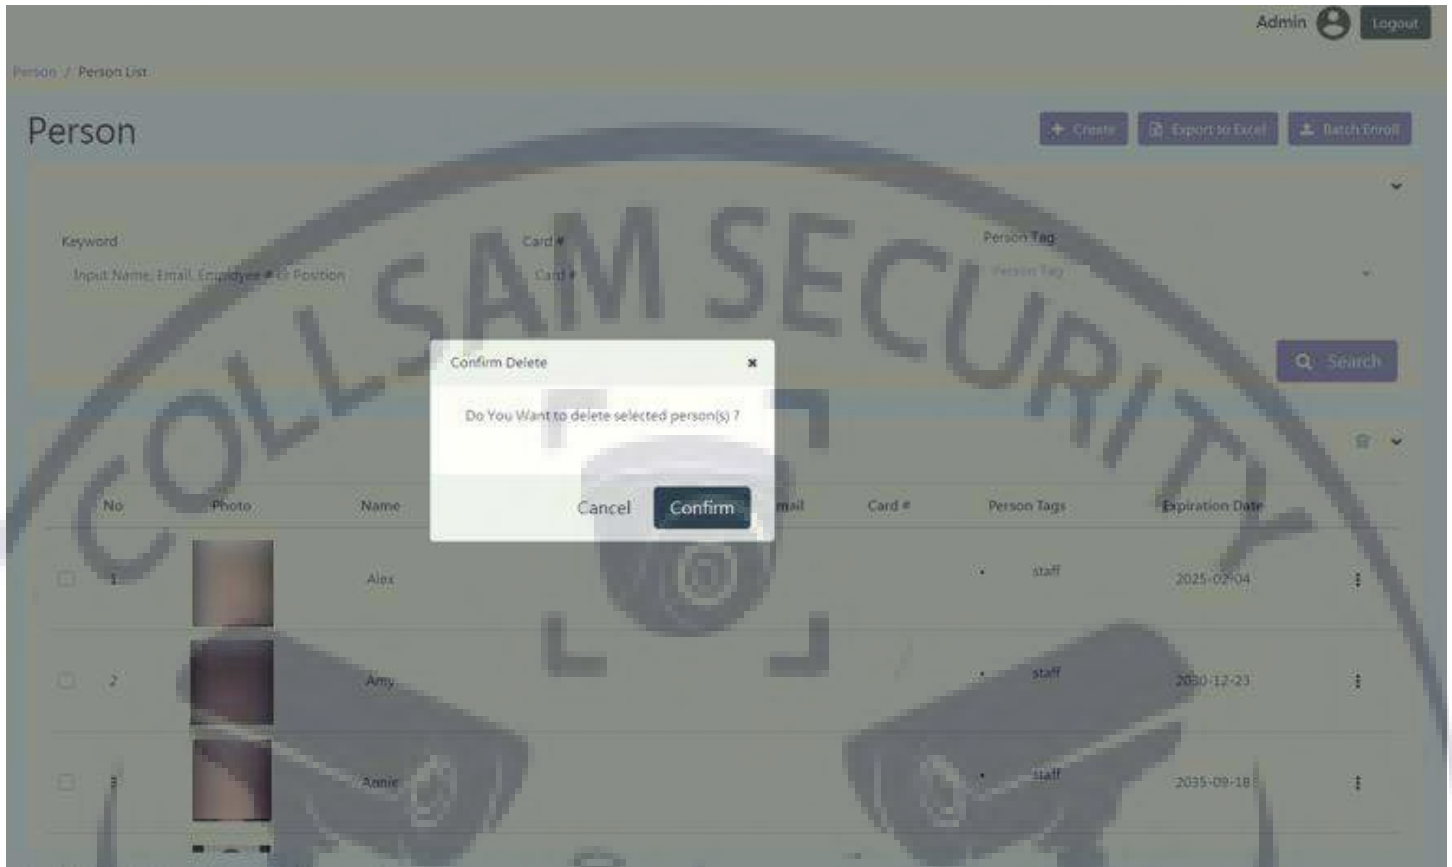 Admin Logout
Person / Person List
Person + Create Export to Excel Batch Enroll
Keyword Card # Person Tag
Input Name, Email, Employee # or Position Card # Person Tag
Search
COLLSAM SECURITY
Confirm Delete
Do You Want to delete selected person(s) ?
Cancel Confirm
No Photo Name mail Card # Person Tags Expiration Date
1 Alex • staff 2025-02-04
2 Amy • staff 2030-12-23
3 Annie • staff 2035-09-18